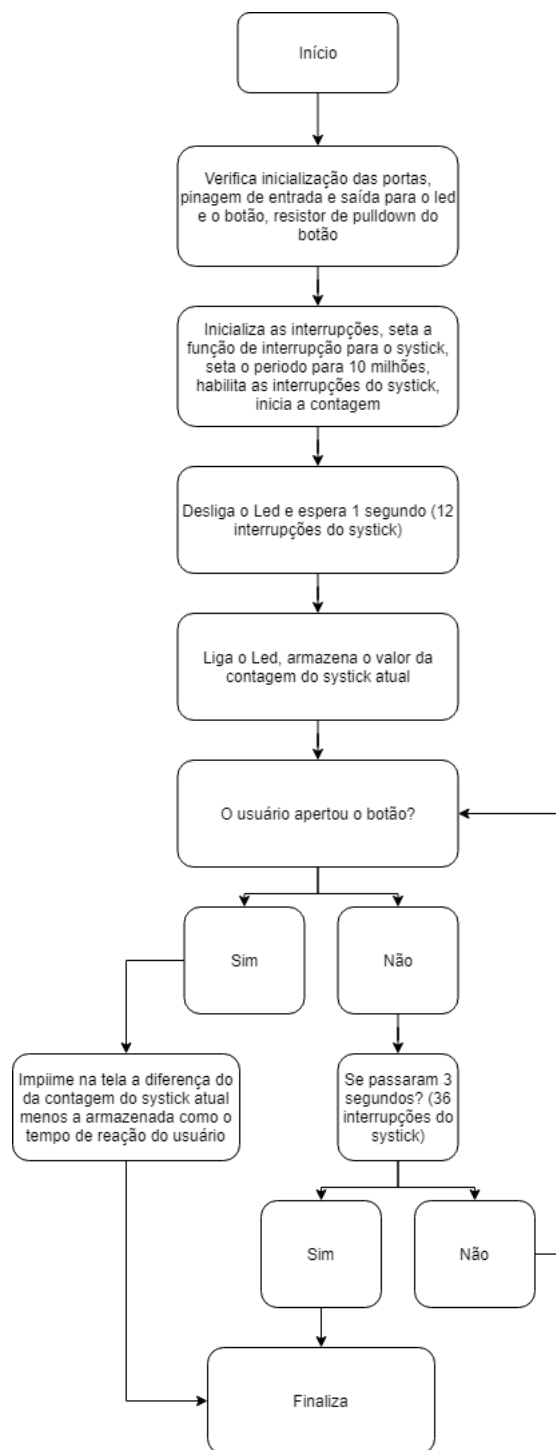 Início
Verifica inicialização das portas,
pinagem de entrada e saída para o led
e o botão, resistor de pulldown do
botão
Inicializa as interrupções, seta a
função de interrupção para o systick,
seta o periodo para 10 milhões,
habilita as interrupções do systick,
inicia a contagem
Desliga o Led e espera 1 segundo (12
interrupções do systick)
Liga o Led, armazena o valor da
contagem do systick atual
O usuário apertou o botão?
Sim
Não
Impiime na tela a diferença do
da contagem do systick atual
menos a armazenada como o
tempo de reação do usuário
Se passaram 3
segundos? (36
interrupções do
systick)
Sim
Não
Finaliza